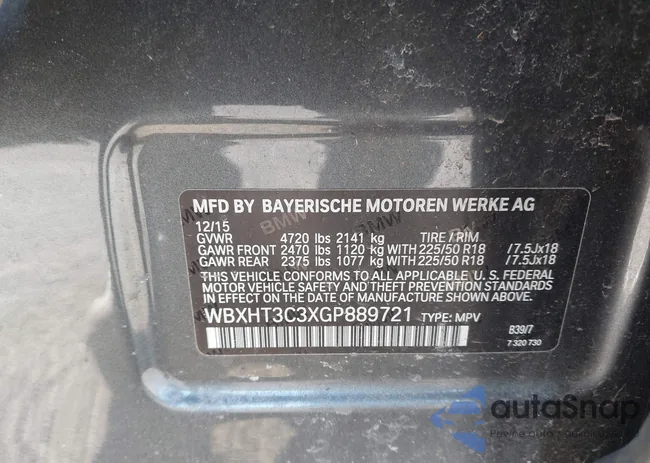 MFD BY BAYERISCHE MOTOREN WERKE AG
12/15
GVWR 4720 lbs 2141 kg TIRE / RIM
GAWR FRONT 2470 lbs 1120 kg WITH 225/50 R18 /7.5Jx18
GAWR REAR 2375 lbs 1077 kg WITH 225/50 R18 /7.5Jx18
THIS VEHICLE CONFORMS TO ALL APPLICABLE U. S. FEDERAL
MOTOR VEHICLE SAFETY AND THEFT PREVENTION STANDARDS
IN EFFECT ON THE DATE OF MANUFACTURE SHOWN ABOVE.
WBXHT3C3XGP889721 TYPE: MPV
B39/7
7 320 730
autoSnap